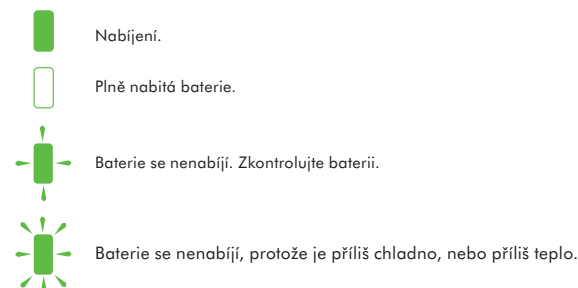 Nabíjení.
Plně nabitá baterie.
Baterie se nenabíjí. Zkontrolujte baterii.
Baterie se nenabíjí, protože je příliš chladno, nebo příliš teplo.